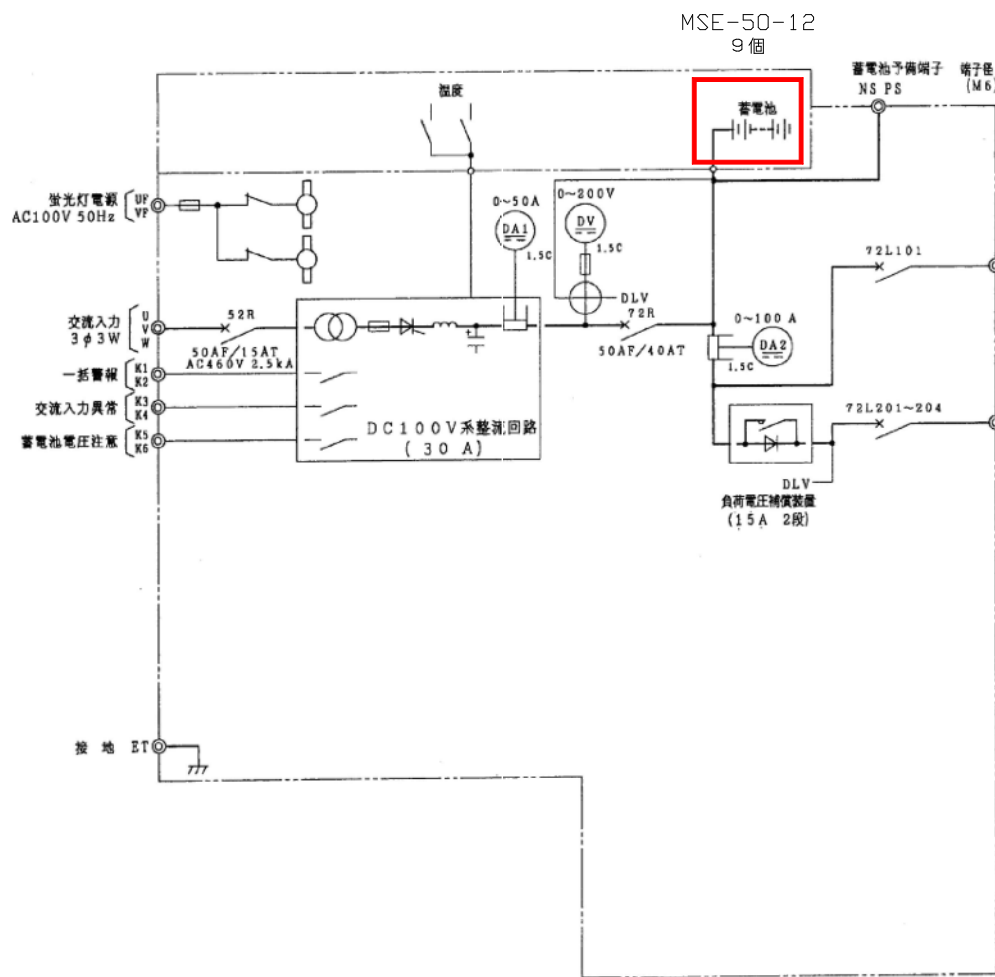 MSE-50-12
9個
蓄電池予備端子
NS PS
端子径
(M6)
温度
蓄電池
蛍光灯電源
AC100V 50Hz
UF
VF
0~50A
DA1
1.5C
0~200V
DV
1.5C
DLV
72L101
交流入力
3φ3W
U
V
W
52R
50AF/15AT
AC460V 2.5kA
72R
50AF/40AT
0~100 A
DA2
1.5C
一括警報
K1
K2
交流入力異常
K3
K4
蓄電池電圧注意
K5
K6
DC100V系整流回路
(30 A)
72L201~204
DLV
負荷電圧補償装置
(15A 2段)
接 地 ET